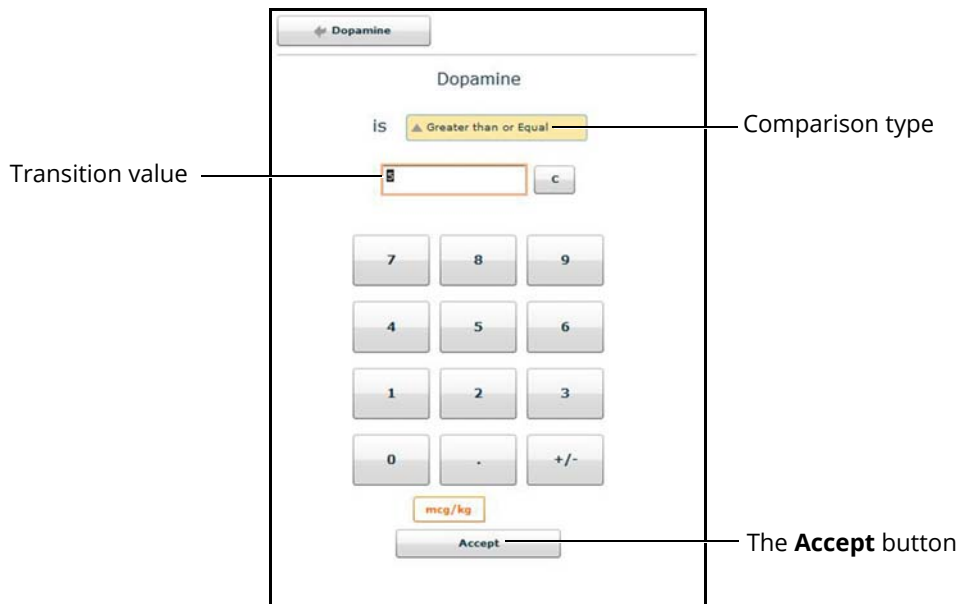 Dopamine
Dopamine
is Greater than or Equal
Comparison type
Transition value
5
C
7 8 9
4 5 6
1 2 3
0 . +/-
mcg/kg
Accept
The Accept button